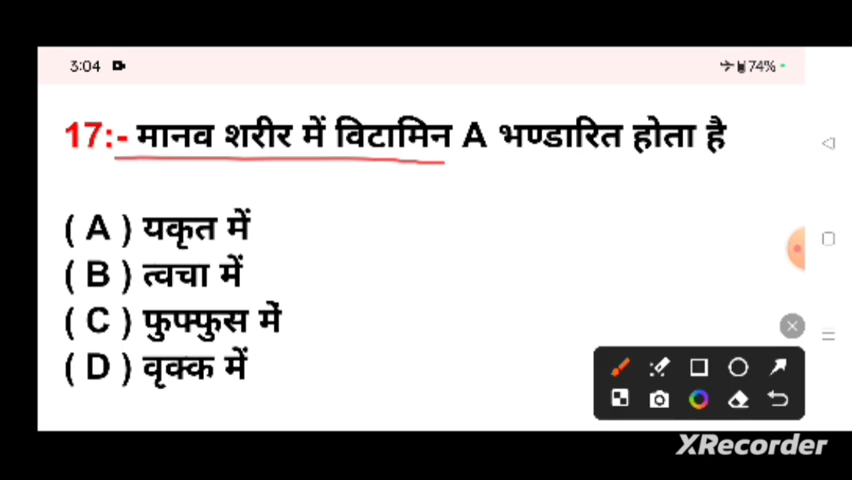 3:04 74%
17:- मानव शरीर में विटामिन A भण्डारित होता है
( A ) यकृत में
( B ) त्वचा में
( C ) फुफ्फुस में
( D ) वृक्क में
XRecorder